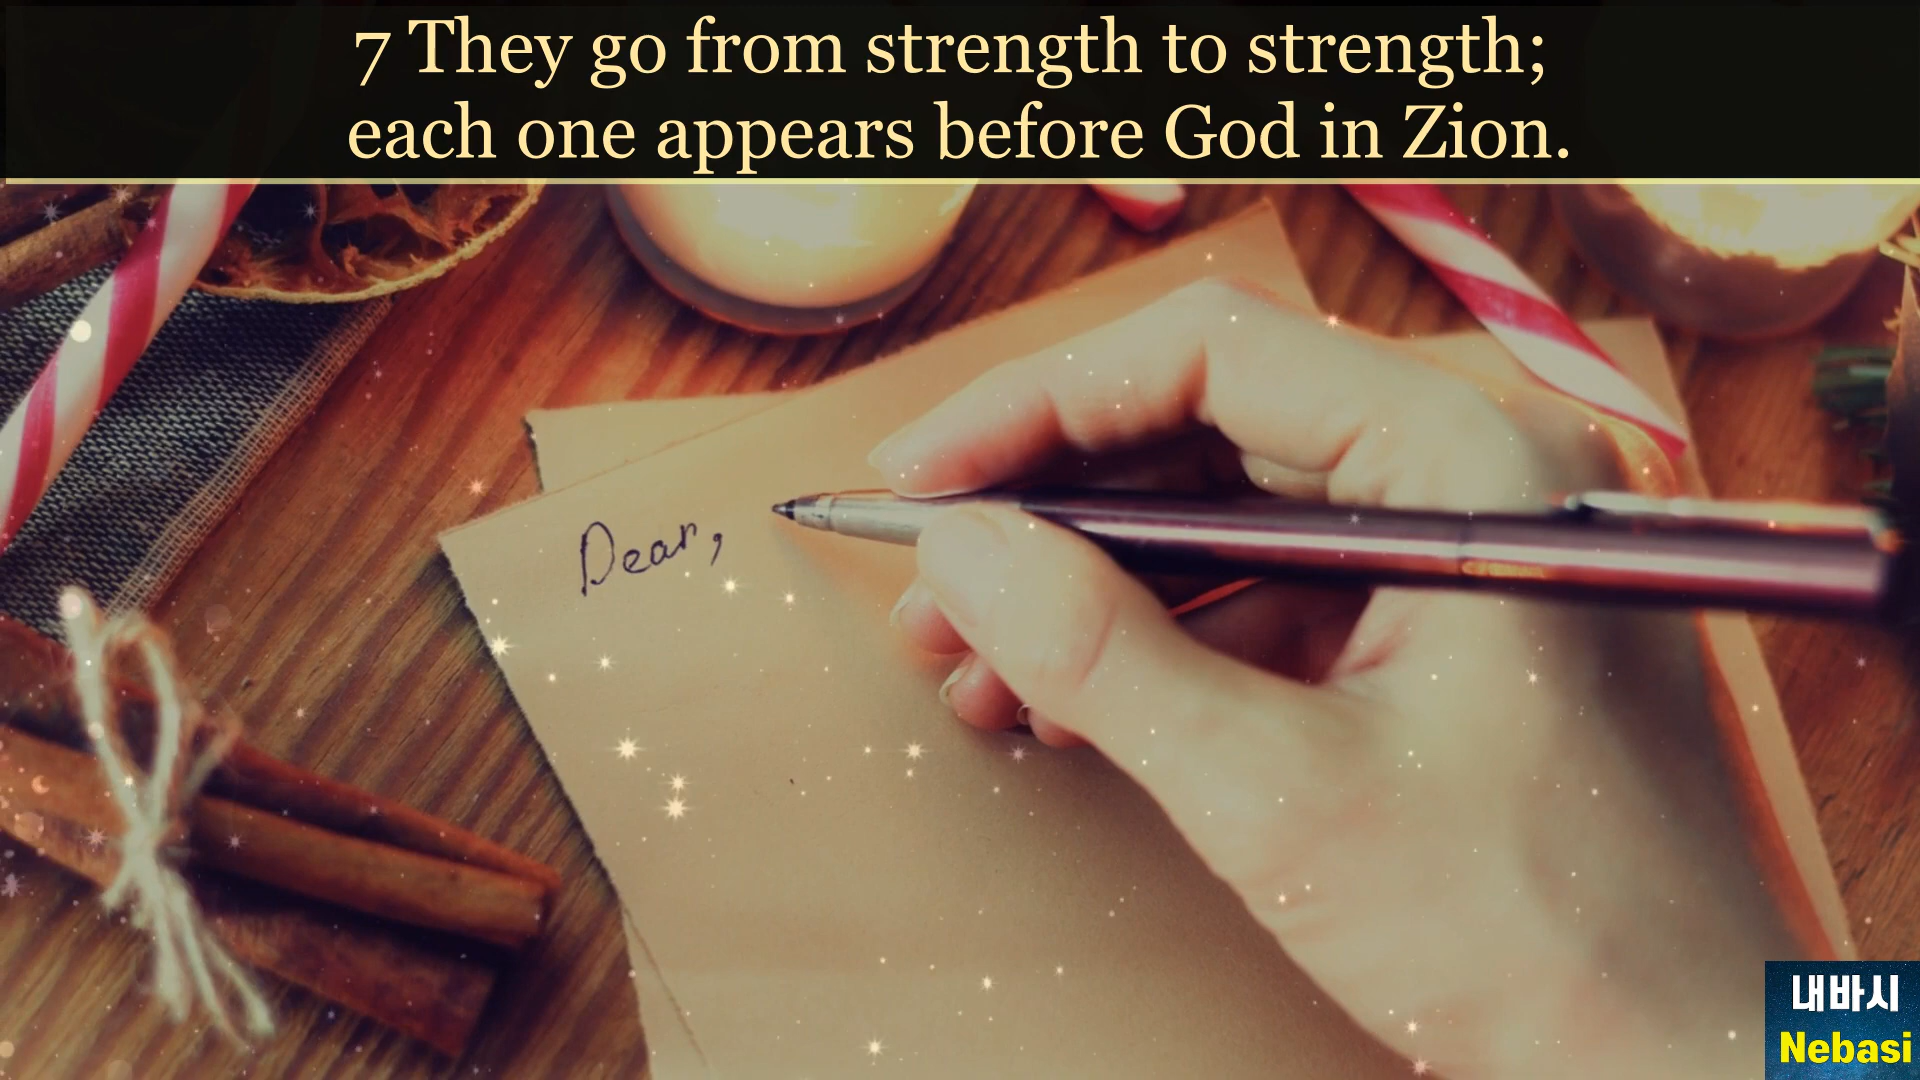 7 They go from strength to strength;
each one appears before God in Zion.
Dear,
내바시
Nebasi